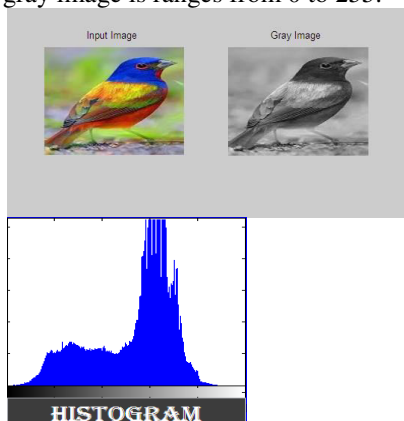 gray image is ranges from 0 to 255.
Input Image
Gray Image
HISTOGRAM